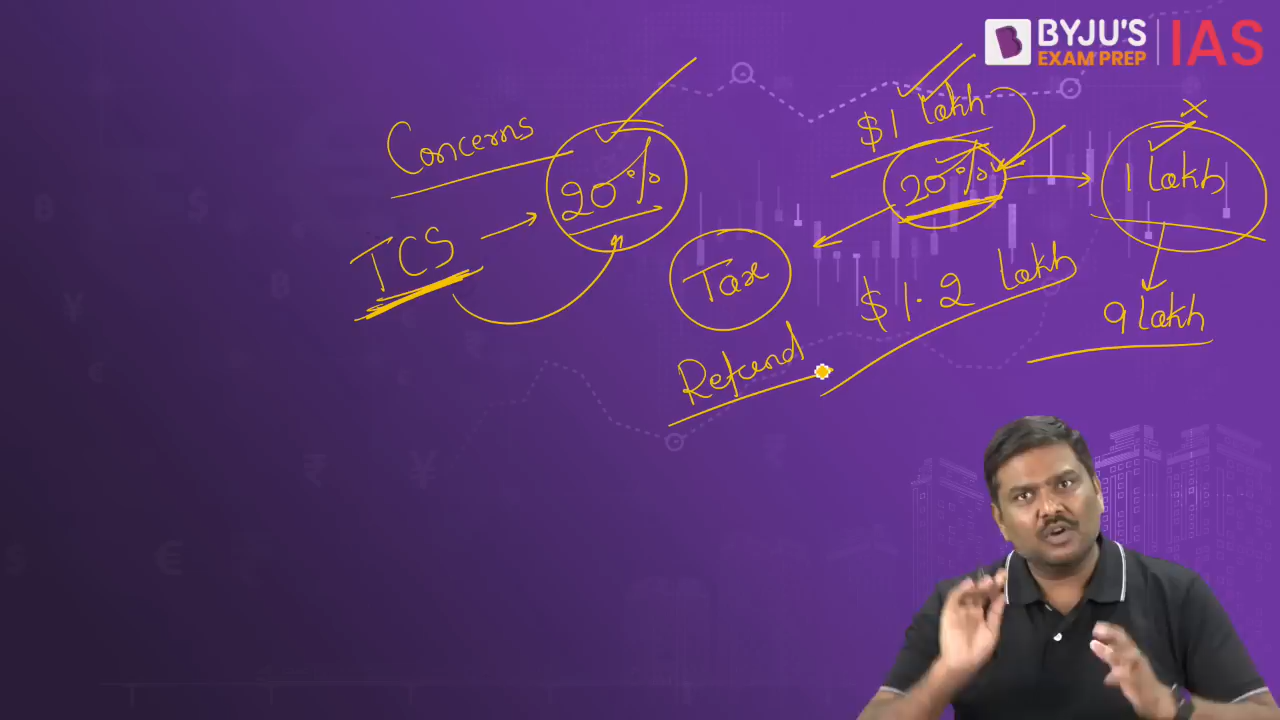 BYJU'S
EXAM PREP
IAS
Concerns
20%
TCS
$1 lakh
20%
1 lakh
Tax
$1.2 lakh
9 lakh
Refund